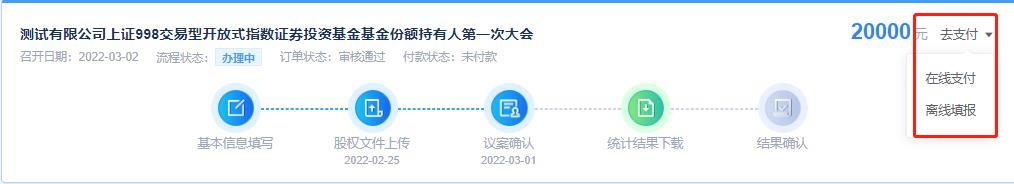 测试有限公司上证998交易型开放式指数证券投资基金基金份额持有人第一次大会
20000元 去支付
召开日期：2022-03-02 流程状态：办理中 订单状态：审核通过 付款状态：未付款
在线支付
离线填报
基本信息填写 股权文件上传 议案确认 统计结果下载 结果确认
2022-02-25 2022-03-01